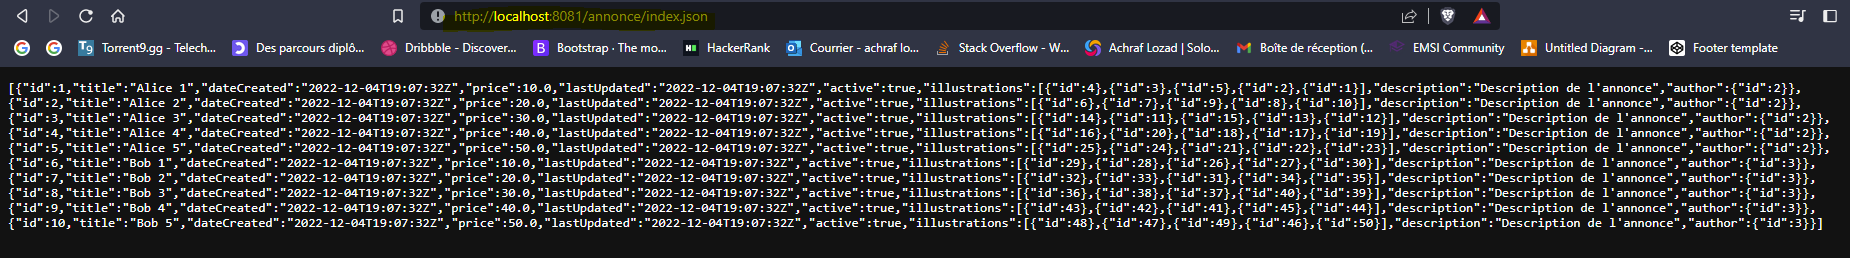 http://localhost:8081/annonce/index.json
Torrent9.gg - Telech... Des parcours diplô... Dribbble - Discover... Bootstrap · The mo... HackerRank Courrier - achraf lo... Stack Overflow - W... Achraf Lozad | Solo... Boîte de réception (... EMSI Community Untitled Diagram -... Footer template
[{"id":1,"title":"Alice 1","dateCreated":"2022-12-04T19:07:32Z","price":10.0,"lastUpdated":"2022-12-04T19:07:32Z","active":true,"illustrations":[{"id":4},{"id":3},{"id":5},{"id":2},{"id":1}],"description":"Description de l'annonce","author":{"id":2}},
{"id":2,"title":"Alice 2","dateCreated":"2022-12-04T19:07:32Z","price":20.0,"lastUpdated":"2022-12-04T19:07:32Z","active":true,"illustrations":[{"id":6},{"id":7},{"id":9},{"id":8},{"id":10}],"description":"Description de l'annonce","author":{"id":2}},
{"id":3,"title":"Alice 3","dateCreated":"2022-12-04T19:07:32Z","price":30.0,"lastUpdated":"2022-12-04T19:07:32Z","active":true,"illustrations":[{"id":14},{"id":11},{"id":15},{"id":13},{"id":12}],"description":"Description de l'annonce","author":{"id":2}},
{"id":4,"title":"Alice 4","dateCreated":"2022-12-04T19:07:32Z","price":40.0,"lastUpdated":"2022-12-04T19:07:32Z","active":true,"illustrations":[{"id":16},{"id":20},{"id":18},{"id":17},{"id":19}],"description":"Description de l'annonce","author":{"id":2}},
{"id":5,"title":"Alice 5","dateCreated":"2022-12-04T19:07:32Z","price":50.0,"lastUpdated":"2022-12-04T19:07:32Z","active":true,"illustrations":[{"id":25},{"id":24},{"id":21},{"id":22},{"id":23}],"description":"Description de l'annonce","author":{"id":2}},
{"id":6,"title":"Bob 1","dateCreated":"2022-12-04T19:07:32Z","price":10.0,"lastUpdated":"2022-12-04T19:07:32Z","active":true,"illustrations":[{"id":29},{"id":28},{"id":26},{"id":27},{"id":30}],"description":"Description de l'annonce","author":{"id":3}},
{"id":7,"title":"Bob 2","dateCreated":"2022-12-04T19:07:32Z","price":20.0,"lastUpdated":"2022-12-04T19:07:32Z","active":true,"illustrations":[{"id":32},{"id":33},{"id":31},{"id":34},{"id":35}],"description":"Description de l'annonce","author":{"id":3}},
{"id":8,"title":"Bob 3","dateCreated":"2022-12-04T19:07:32Z","price":30.0,"lastUpdated":"2022-12-04T19:07:32Z","active":true,"illustrations":[{"id":36},{"id":38},{"id":37},{"id":40},{"id":39}],"description":"Description de l'annonce","author":{"id":3}},
{"id":9,"title":"Bob 4","dateCreated":"2022-12-04T19:07:32Z","price":40.0,"lastUpdated":"2022-12-04T19:07:32Z","active":true,"illustrations":[{"id":43},{"id":42},{"id":41},{"id":45},{"id":44}],"description":"Description de l'annonce","author":{"id":3}},
{"id":10,"title":"Bob 5","dateCreated":"2022-12-04T19:07:32Z","price":50.0,"lastUpdated":"2022-12-04T19:07:32Z","active":true,"illustrations":[{"id":48},{"id":47},{"id":49},{"id":46},{"id":50}],"description":"Description de l'annonce","author":{"id":3}}]